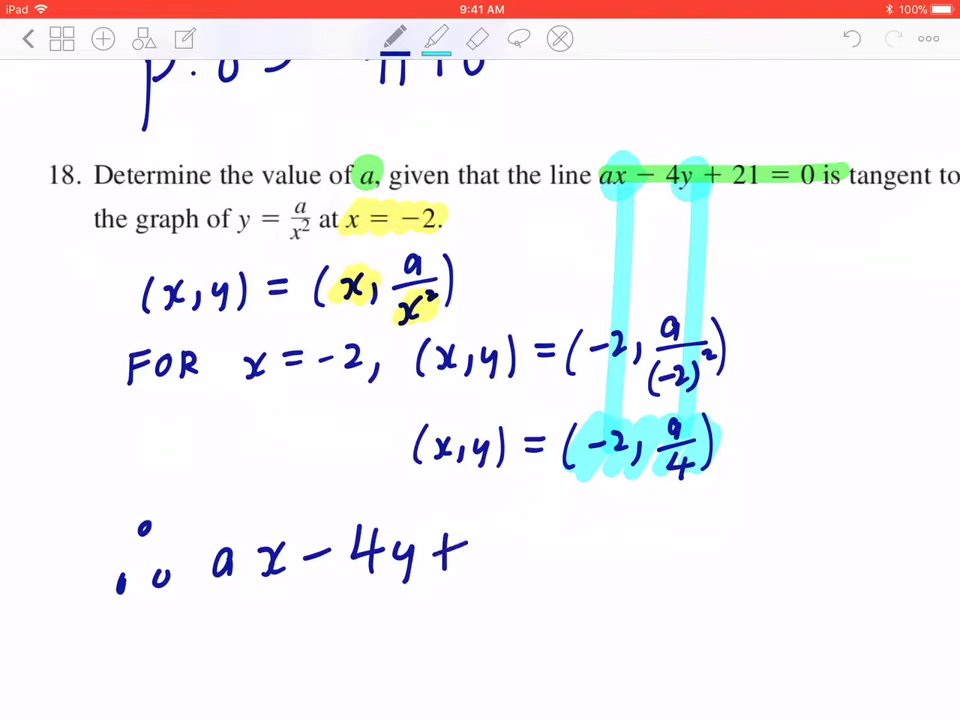 iPad 9:41 AM 100%
18. Determine the value of a, given that the line ax − 4y + 21 = 0 is tangent to
the graph of y = a/x² at x = −2.
(x,y) = (x, a/x²)
FOR x = -2, (x,y) = (-2, a/(-2)²)
(x,y) = (-2, a/4)
∴ ax - 4y +